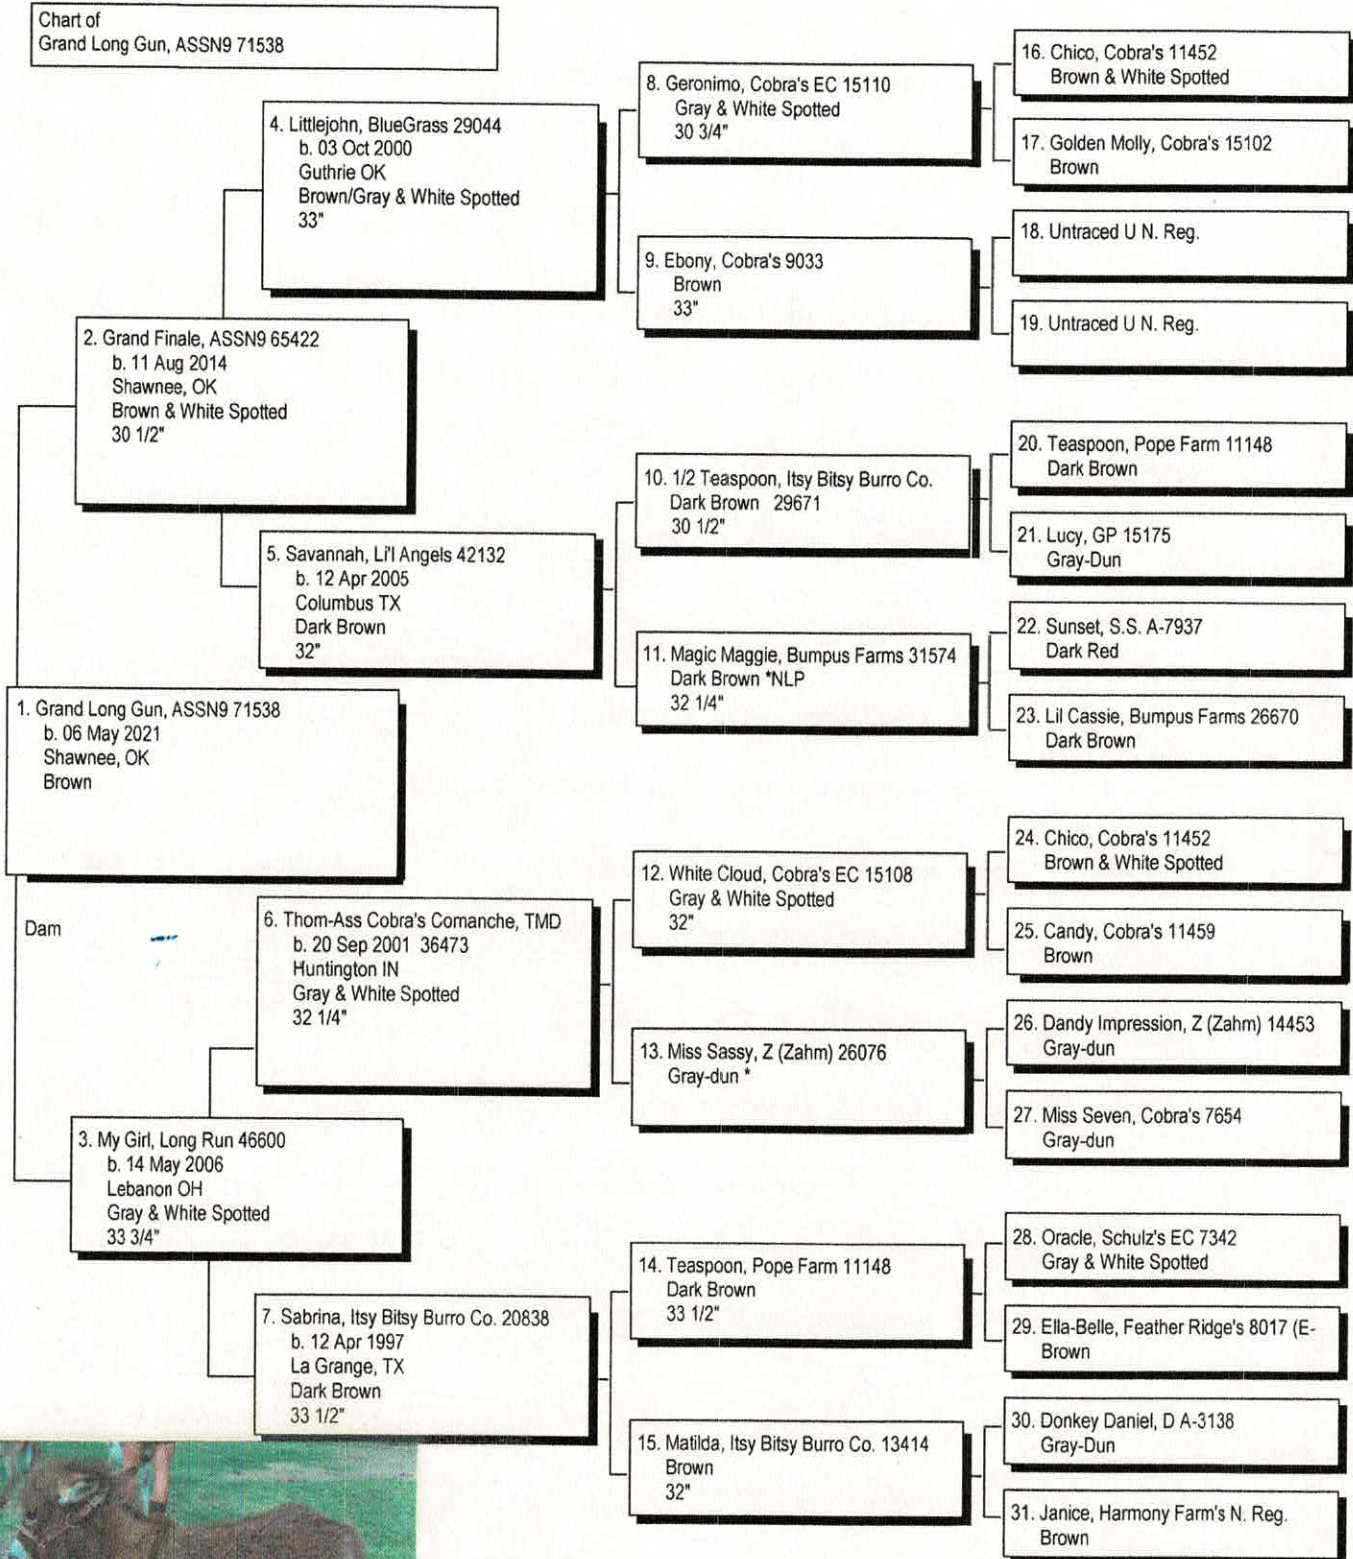 Chart of
Grand Long Gun, ASSN9 71538
1. Grand Long Gun, ASSN9 71538
b. 06 May 2021
Shawnee, OK
Brown
Dam
2. Grand Finale, ASSN9 65422
b. 11 Aug 2014
Shawnee, OK
Brown & White Spotted
30 1/2"
3. My Girl, Long Run 46600
b. 14 May 2006
Lebanon OH
Gray & White Spotted
33 3/4"
4. Littlejohn, BlueGrass 29044
b. 03 Oct 2000
Guthrie OK
Brown/Gray & White Spotted
33"
5. Savannah, Li'l Angels 42132
b. 12 Apr 2005
Columbus TX
Dark Brown
32"
6. Thom-Ass Cobra's Comanche, TMD
b. 20 Sep 2001 36473
Huntington IN
Gray & White Spotted
32 1/4"
7. Sabrina, Itsy Bitsy Burro Co. 20838
b. 12 Apr 1997
La Grange, TX
Dark Brown
33 1/2"
8. Geronimo, Cobra's EC 15110
Gray & White Spotted
30 3/4"
9. Ebony, Cobra's 9033
Brown
33"
10. 1/2 Teaspoon, Itsy Bitsy Burro Co.
Dark Brown 29671
30 1/2"
11. Magic Maggie, Bumpus Farms 31574
Dark Brown *NLP
32 1/4"
12. White Cloud, Cobra's EC 15108
Gray & White Spotted
32"
13. Miss Sassy, Z (Zahm) 26076
Gray-dun *
14. Teaspoon, Pope Farm 11148
Dark Brown
33 1/2"
15. Matilda, Itsy Bitsy Burro Co. 13414
Brown
32"
16. Chico, Cobra's 11452
Brown & White Spotted
17. Golden Molly, Cobra's 15102
Brown
18. Untraced U N. Reg.
19. Untraced U N. Reg.
20. Teaspoon, Pope Farm 11148
Dark Brown
21. Lucy, GP 15175
Gray-Dun
22. Sunset, S.S. A-7937
Dark Red
23. Lil Cassie, Bumpus Farms 26670
Dark Brown
24. Chico, Cobra's 11452
Brown & White Spotted
25. Candy, Cobra's 11459
Brown
26. Dandy Impression, Z (Zahm) 14453
Gray-dun
27. Miss Seven, Cobra's 7654
Gray-dun
28. Oracle, Schulz's EC 7342
Gray & White Spotted
29. Ella-Belle, Feather Ridge's 8017 (E-
Brown
30. Donkey Daniel, D A-3138
Gray-Dun
31. Janice, Harmony Farm's N. Reg.
Brown